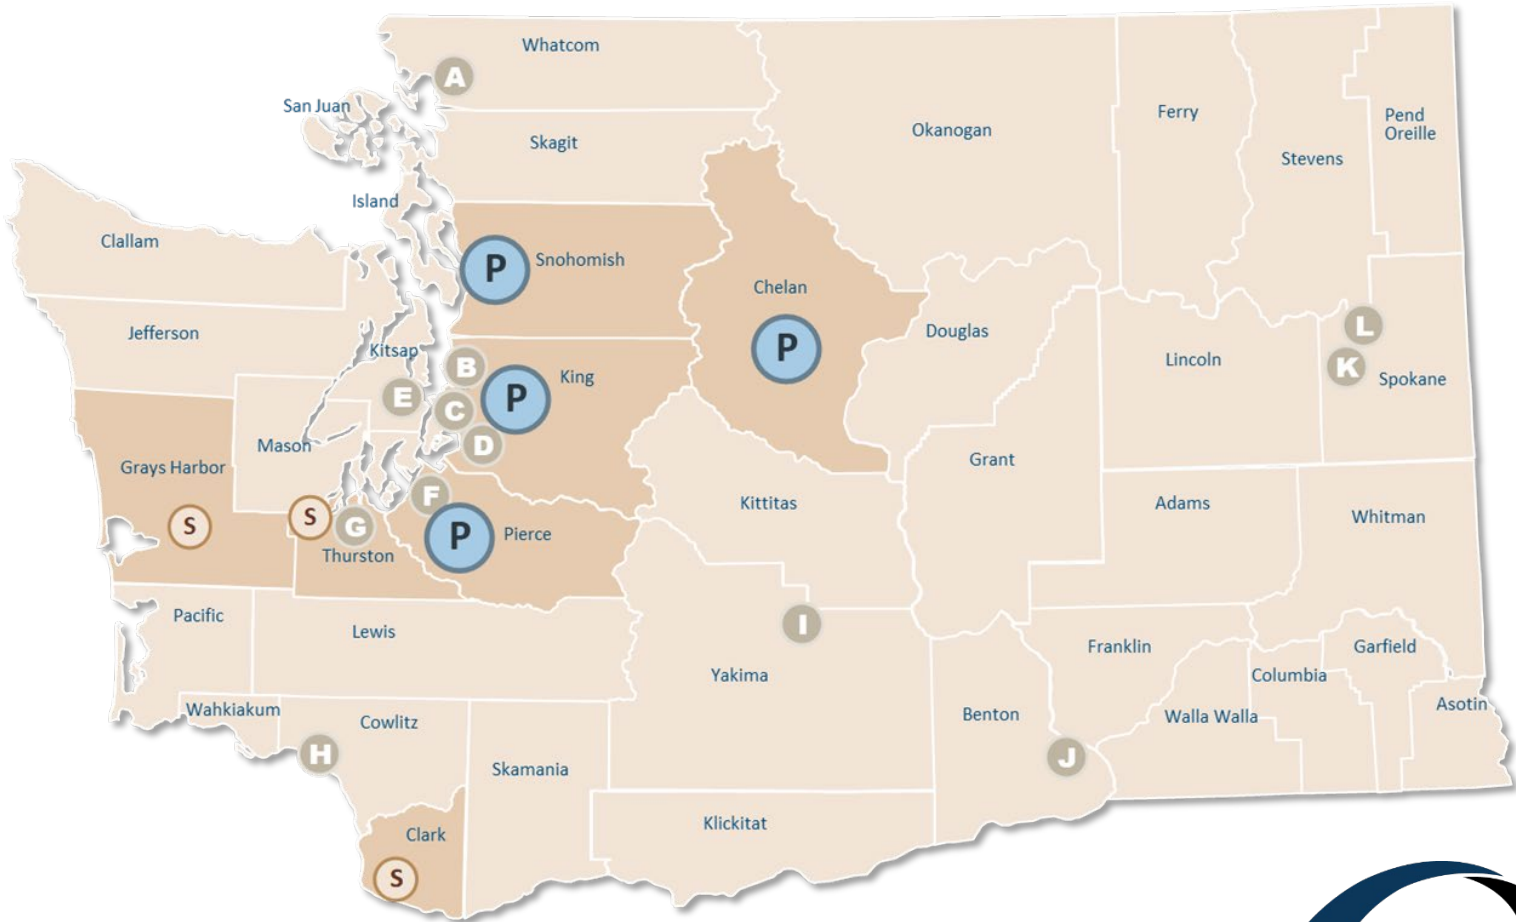 Whatcom
A
San Juan
Skagit
Okanogan
Ferry
Stevens
Pend
Oreille
Island
Clallam
P
Snohomish
Chelan
P
Jefferson
Kitsap
Douglas
Lincoln
L
K
Spokane
B
King
P
E
C
D
Mason
Grays Harbor
Grant
F
Kittitas
Adams
Whitman
S
S
G
P
Pierce
Thurston
Pacific
Lewis
I
Yakima
Franklin
Garfield
Columbia
Wahkiakum
Cowlitz
Benton
Walla Walla
Asotin
H
Skamania
J
Klickitat
Clark
S